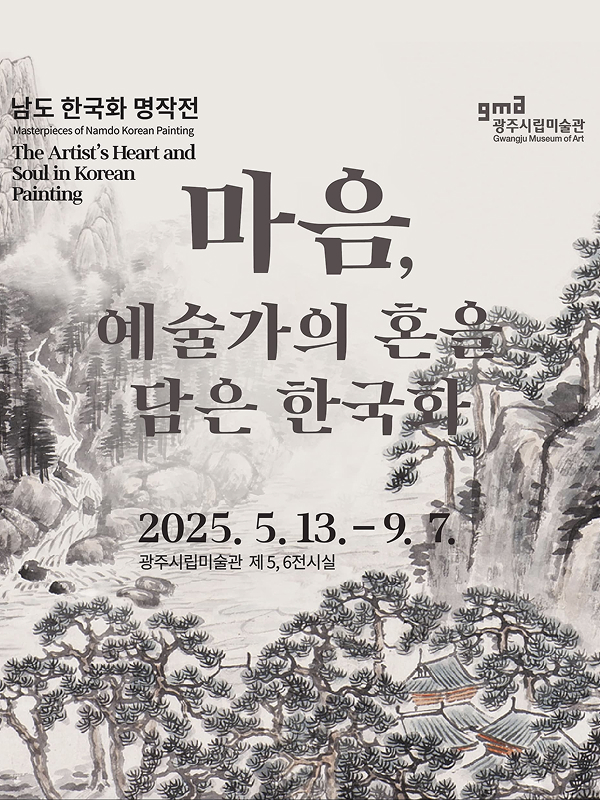 남도 한국화 명작전
Masterpieces of Namdo Korean Painting
The Artist's Heart and
Soul in Korean
Painting
gma
광주시립미술관
Gwangju Museum of Art
마음,
예술가의 혼을
담은 한국화
2025. 5. 13. – 9. 7.
광주시립미술관 제 5, 6전시실